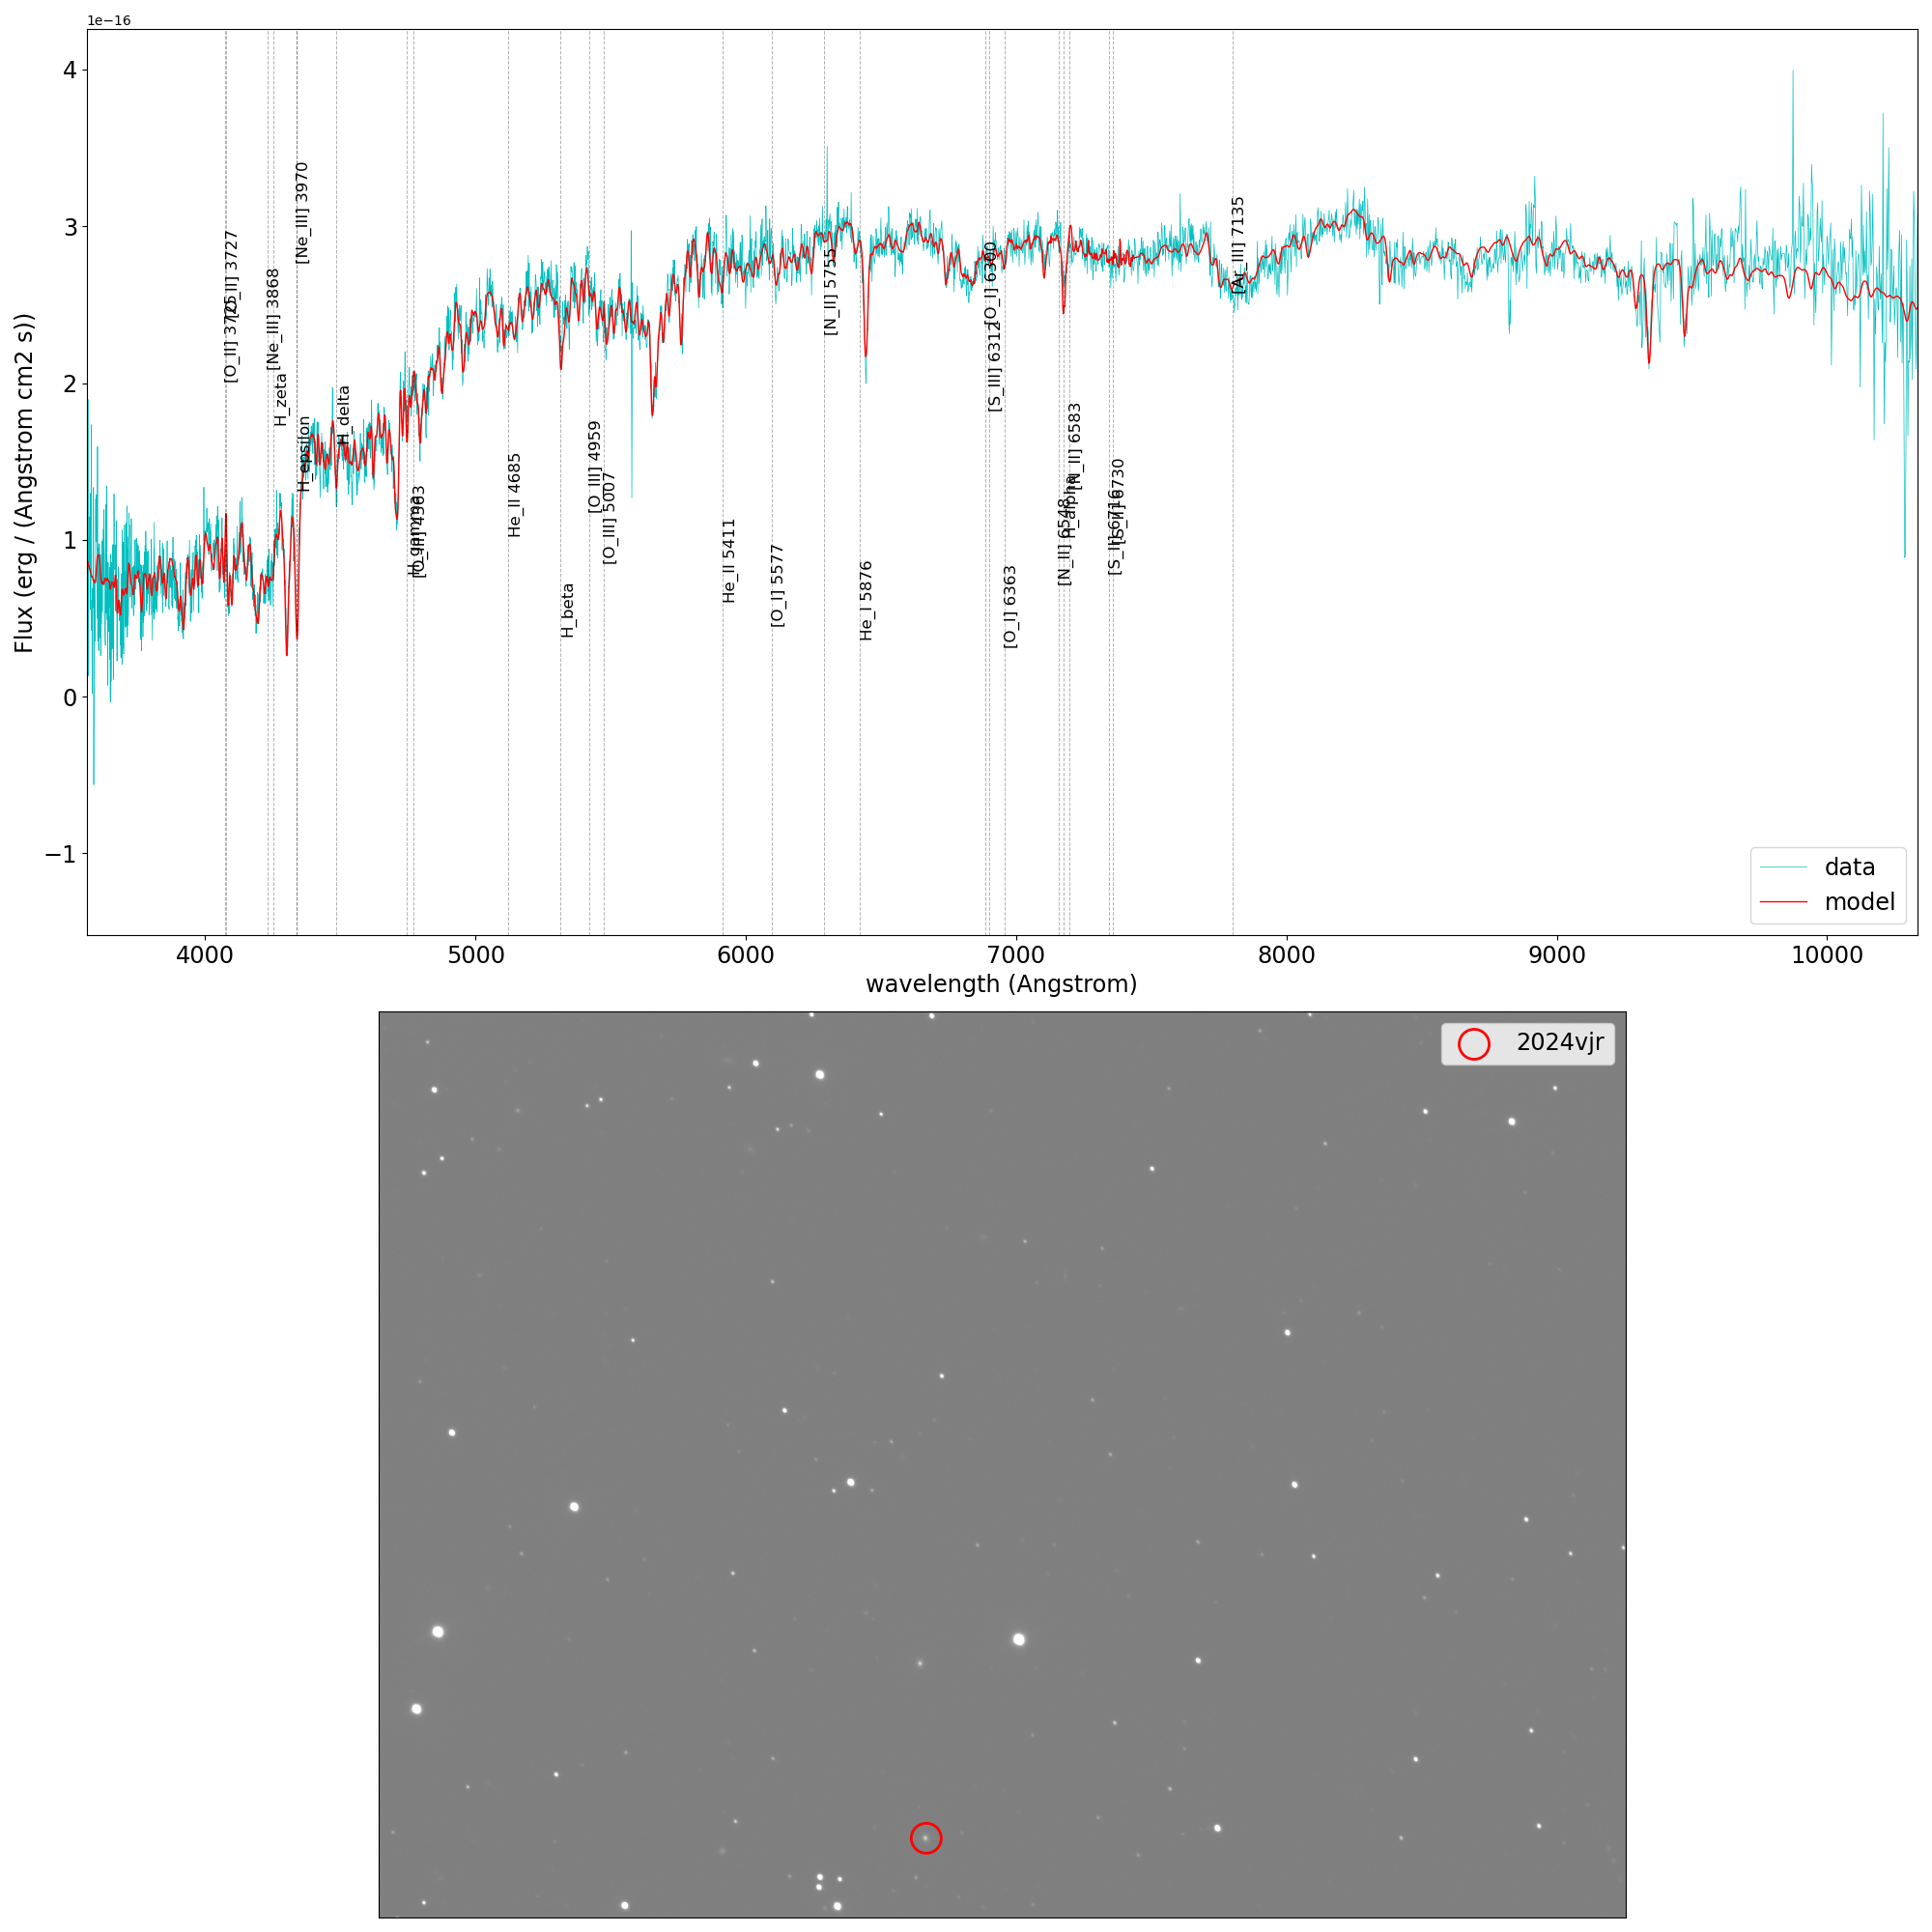 1e−16
4
3
2
1
0
−1
Flux (erg / (Angstrom cm2 s))
[O_II] 3725
[O_II] 3727
[Ne_III] 3868
H_zeta
[Ne_III] 3970
H_epsilon
H_delta
H_gamma
[O_III] 4363
He_II 4685
H_beta
[O_III] 4959
[O_III] 5007
He_II 5411
[O_I] 5577
[N_II] 5755
He_I 5876
[O_I] 6300
[S_III] 6312
[O_I] 6363
[N_II] 6548
H_alpha
[N_II] 6583
[S_II] 6716
[S_II] 6730
[Ar_III] 7135
data
model
4000 5000 6000 7000 8000 9000 10000
wavelength (Angstrom)
2024vjr